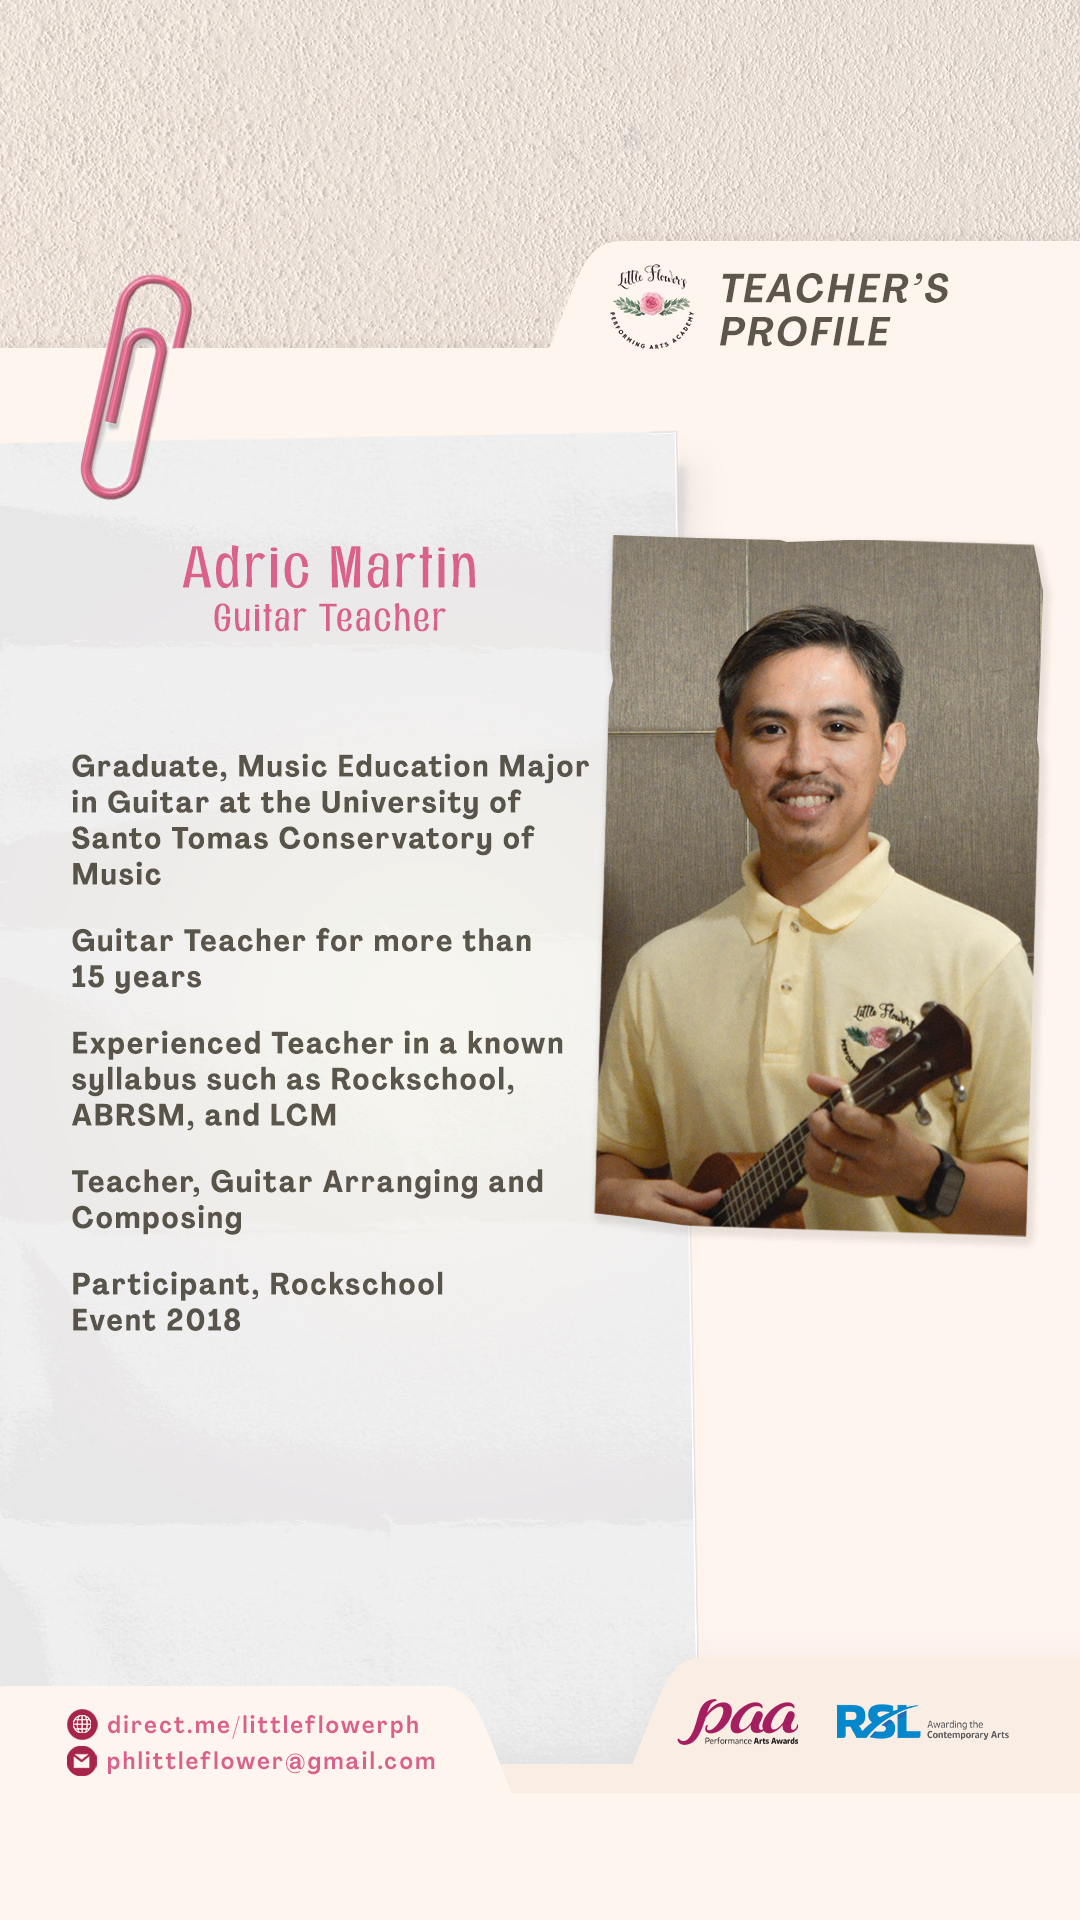 Little Flower's
PERFORMING ARTS ACADEMY
TEACHER'S
PROFILE
Adric Martin
Guitar Teacher
Graduate, Music Education Major
in Guitar at the University of
Santo Tomas Conservatory of
Music
Guitar Teacher for more than
15 years
Experienced Teacher in a known
syllabus such as Rockschool,
ABRSM, and LCM
Teacher, Guitar Arranging and
Composing
Participant, Rockschool
Event 2018
Little Flower's
direct.me/littleflowerph
phlittleflower@gmail.com
paa
Performance Arts Awards
RSL
Awarding the
Contemporary Arts